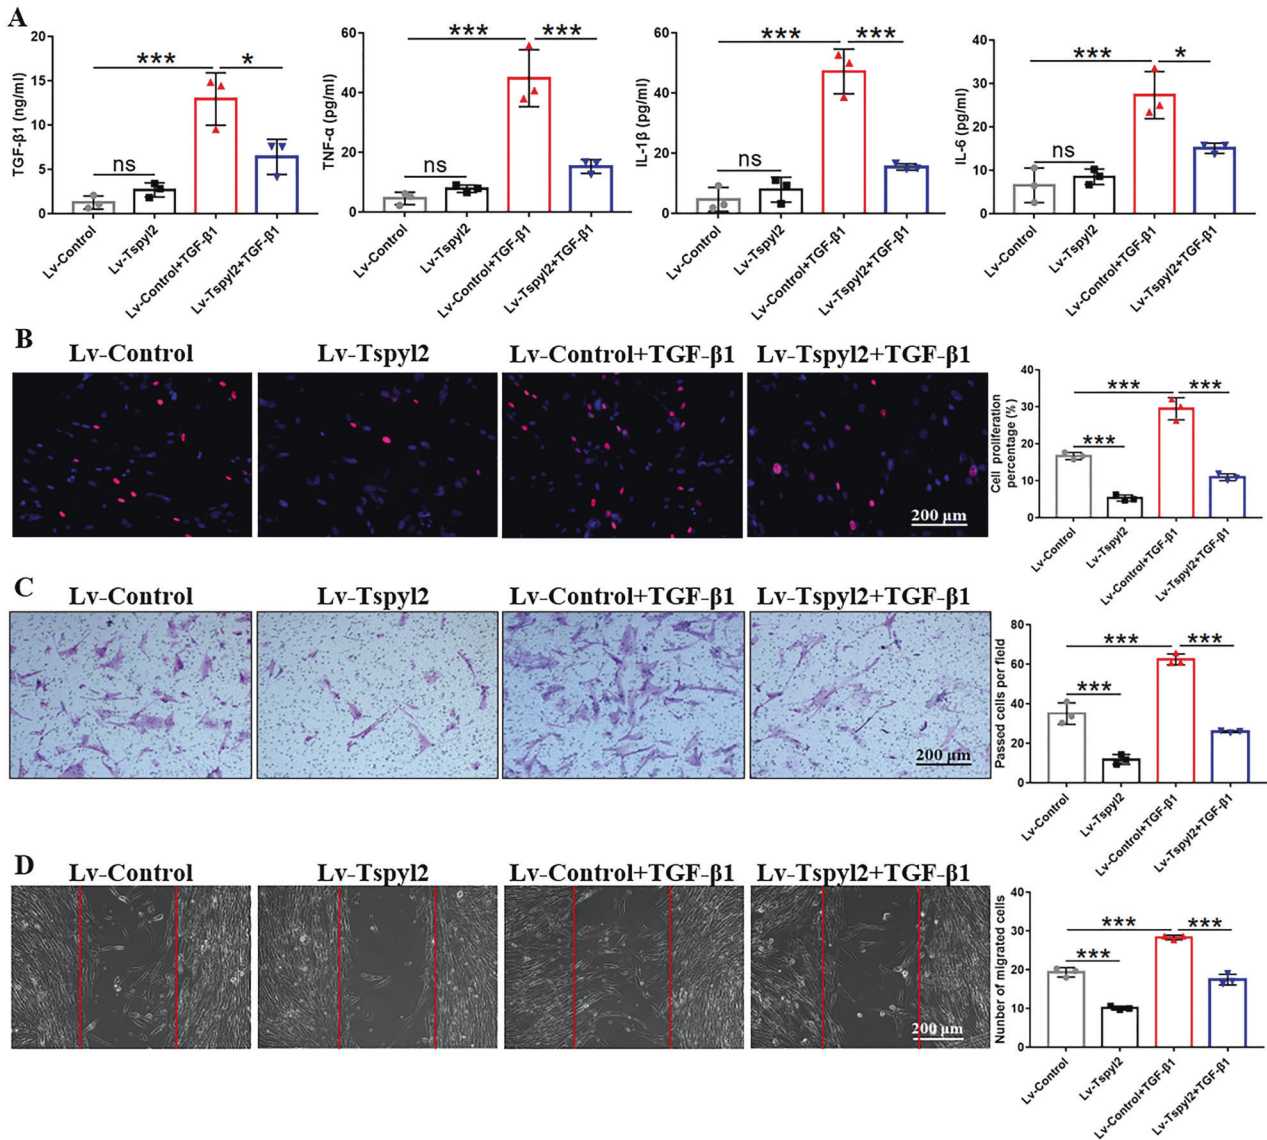 A
TGF-β1 (ng/ml)
20
15
10
5
0
***
*
ns
Lv-Control
Lv-Tspyl2
Lv-Control+TGF-β1
Lv-Tspyl2+TGF-β1
TNF-α (pg/ml)
60
40
20
0
***
***
ns
Lv-Control
Lv-Tspyl2
Lv-Control+TGF-β1
Lv-Tspyl2+TGF-β1
IL-1β (pg/ml)
60
40
20
0
***
***
ns
Lv-Control
Lv-Tspyl2
Lv-Control+TGF-β1
Lv-Tspyl2+TGF-β1
IL-6 (pg/ml)
40
30
20
10
0
***
*
ns
Lv-Control
Lv-Tspyl2
Lv-Control+TGF-β1
Lv-Tspyl2+TGF-β1
B
Lv-Control
Lv-Tspyl2
Lv-Control+TGF-β1
Lv-Tspyl2+TGF-β1
200 μm
Cell proliferation
percentage (%)
40
30
20
10
0
***
***
***
Lv-Control
Lv-Tspyl2
Lv-Control+TGF-β1
Lv-Tspyl2+TGF-β1
C
Lv-Control
Lv-Tspyl2
Lv-Control+TGF-β1
Lv-Tspyl2+TGF-β1
200 μm
Passed cells per field
80
60
40
20
0
***
***
***
Lv-Control
Lv-Tspyl2
Lv-Control+TGF-β1
Lv-Tspyl2+TGF-β1
D
Lv-Control
Lv-Tspyl2
Lv-Control+TGF-β1
Lv-Tspyl2+TGF-β1
200 μm
Nunber of migrated cells
40
30
20
10
0
***
***
***
Lv-Control
Lv-Tspyl2
Lv-Control+TGF-β1
Lv-Tspyl2+TGF-β1